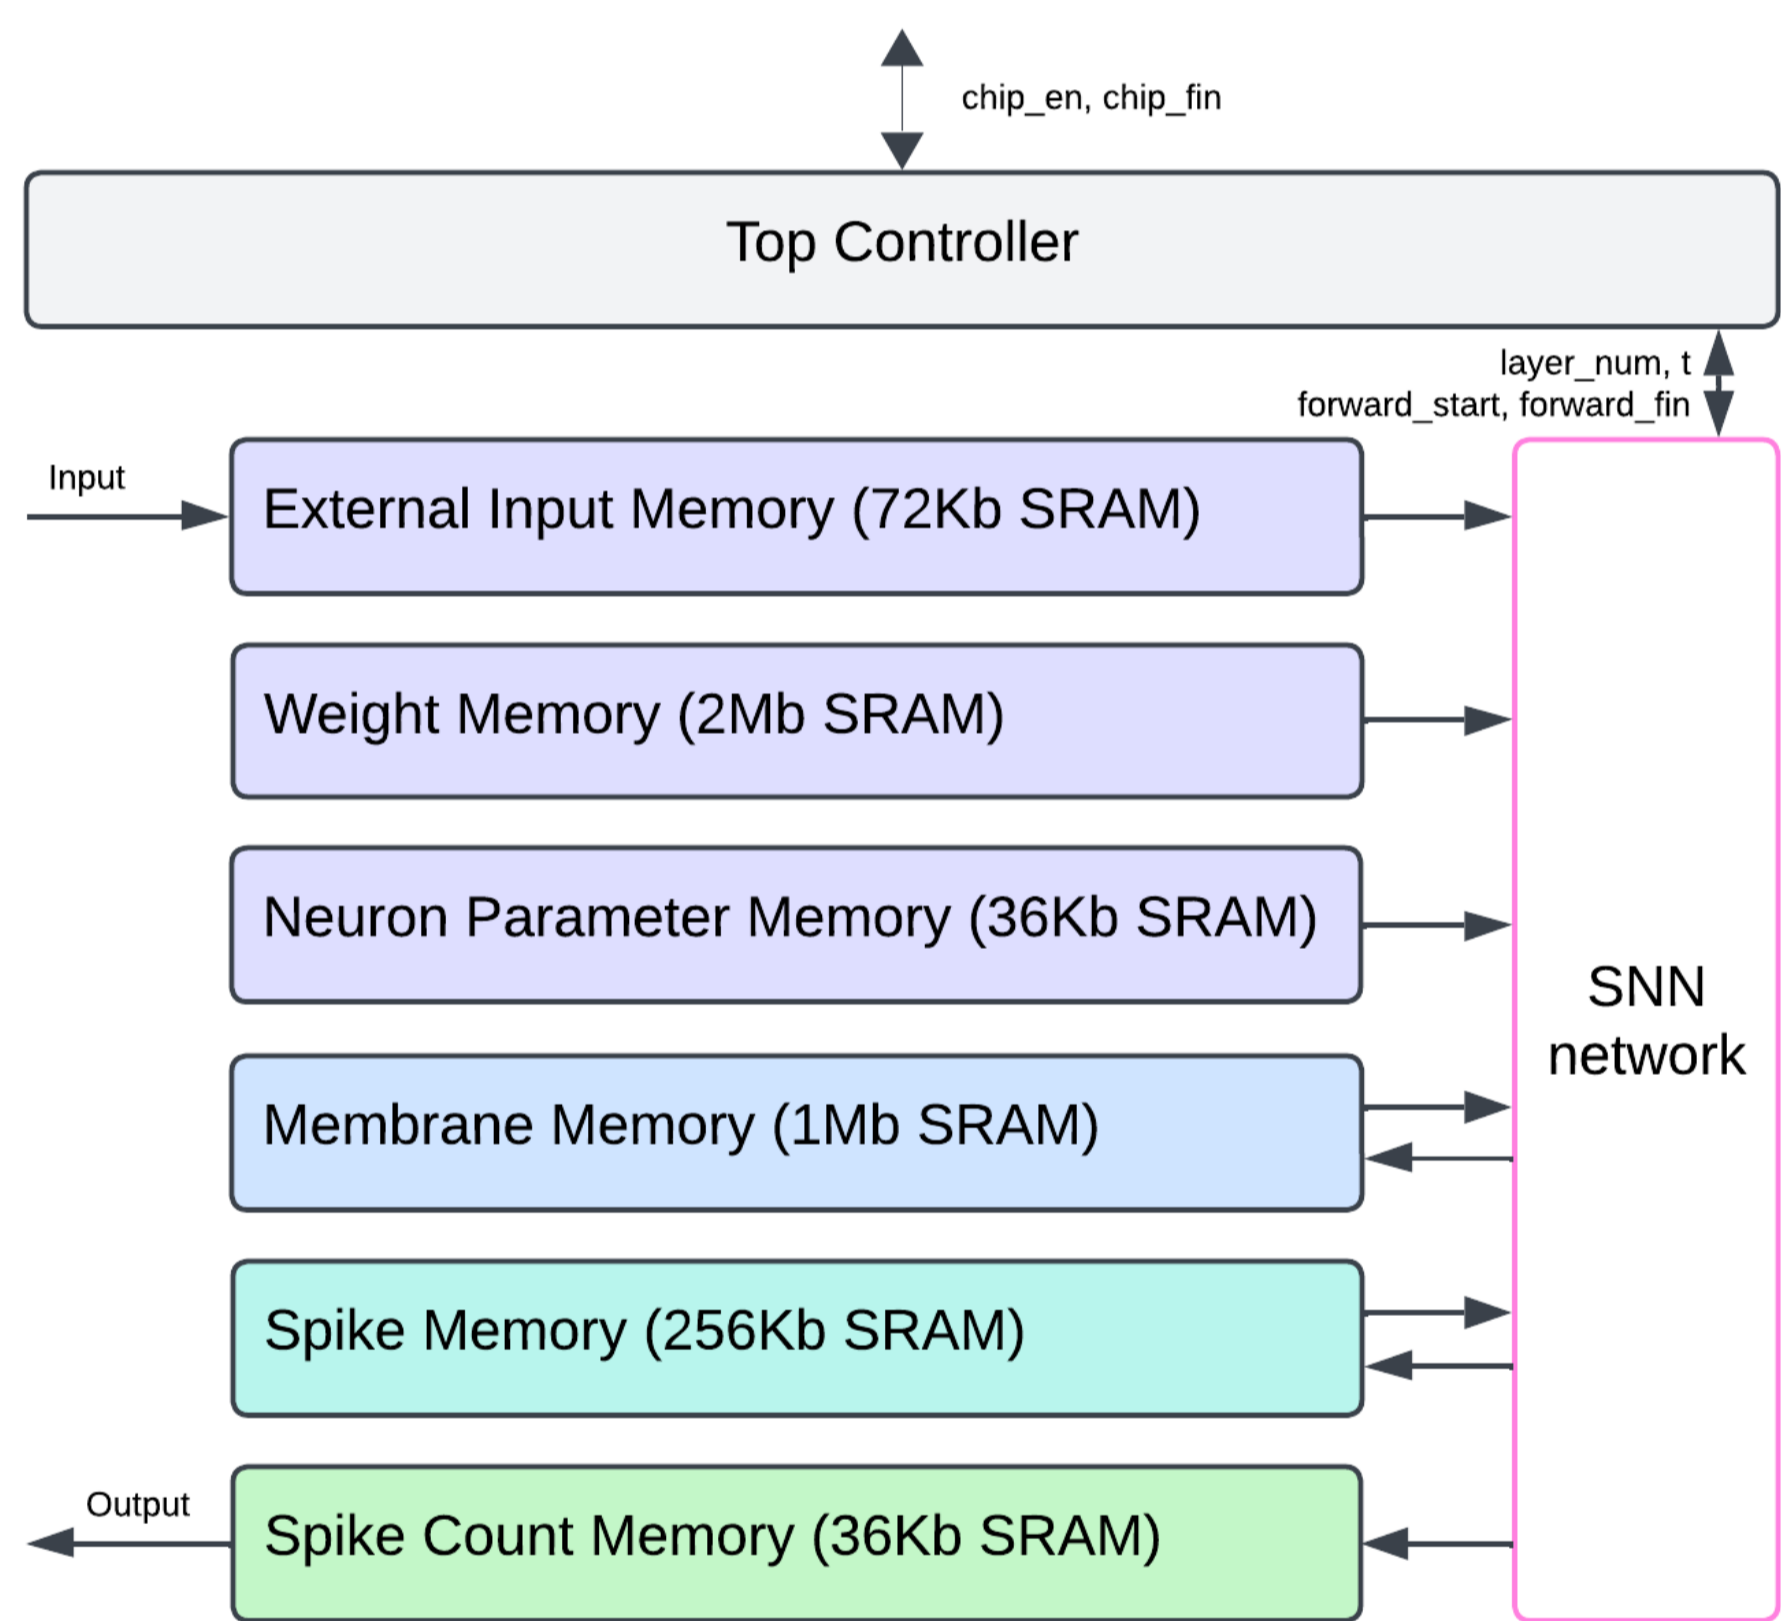 chip_en, chip_fin
Top Controller
layer_num, t
forward_start, forward_fin
Input
External Input Memory (72Kb SRAM)
Weight Memory (2Mb SRAM)
Neuron Parameter Memory (36Kb SRAM)
SNN
network
Membrane Memory (1Mb SRAM)
Spike Memory (256Kb SRAM)
Output
Spike Count Memory (36Kb SRAM)